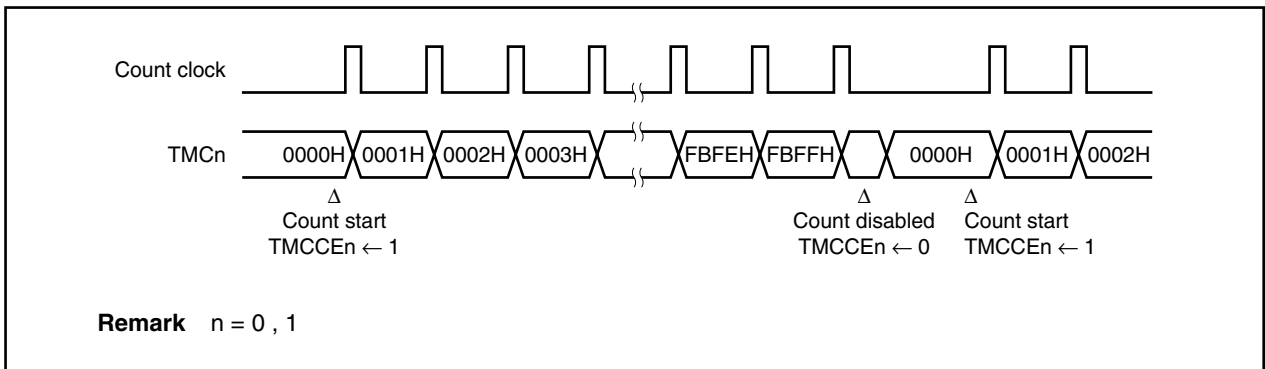 Count clock
TMCn 0000H 0001H 0002H 0003H FBFEH FBFFH 0000H 0001H 0002H
Δ Δ Δ
Count start Count disabled Count start
TMCCEn ← 1 TMCCEn ← 0 TMCCEn ← 1
Remark n = 0 , 1